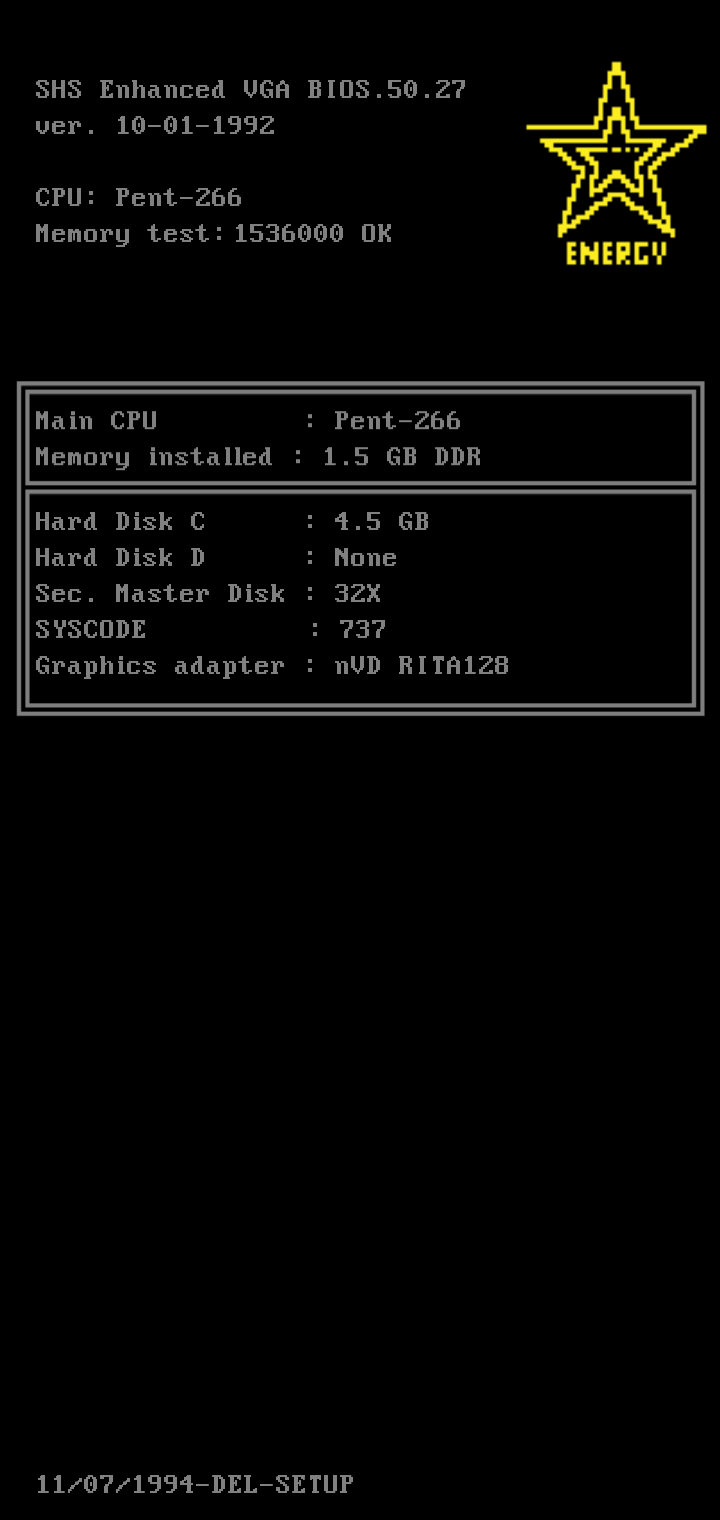 SHS Enhanced VGA BIOS.50.27
ver. 10-01-1992
CPU: Pent-266
Memory test:1536000 OK
ENERGY
Main CPU : Pent-266
Memory installed : 1.5 GB DDR
Hard Disk C : 4.5 GB
Hard Disk D : None
Sec. Master Disk : 32X
SYSCODE : 737
Graphics adapter : nVD RITA128
11/07/1994-DEL-SETUP